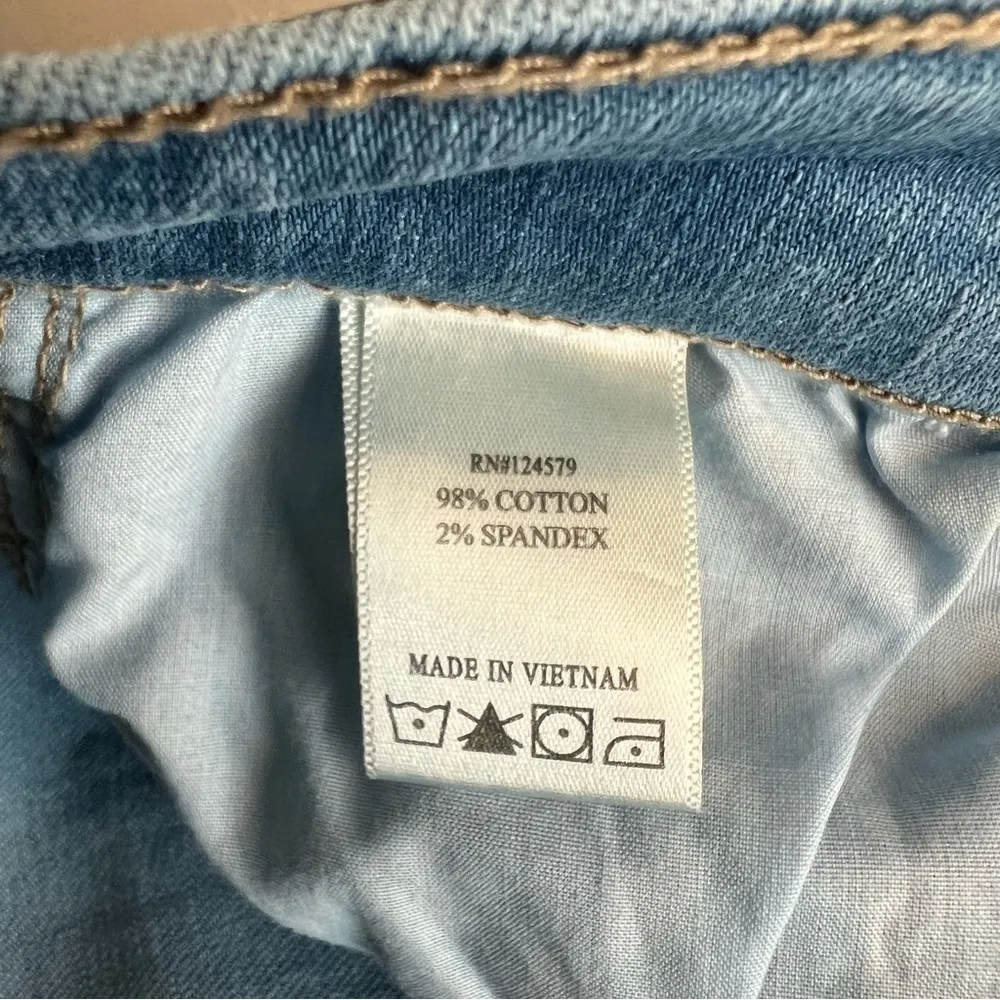 RN#124579
98% COTTON
2% SPANDEX
MADE IN VIETNAM